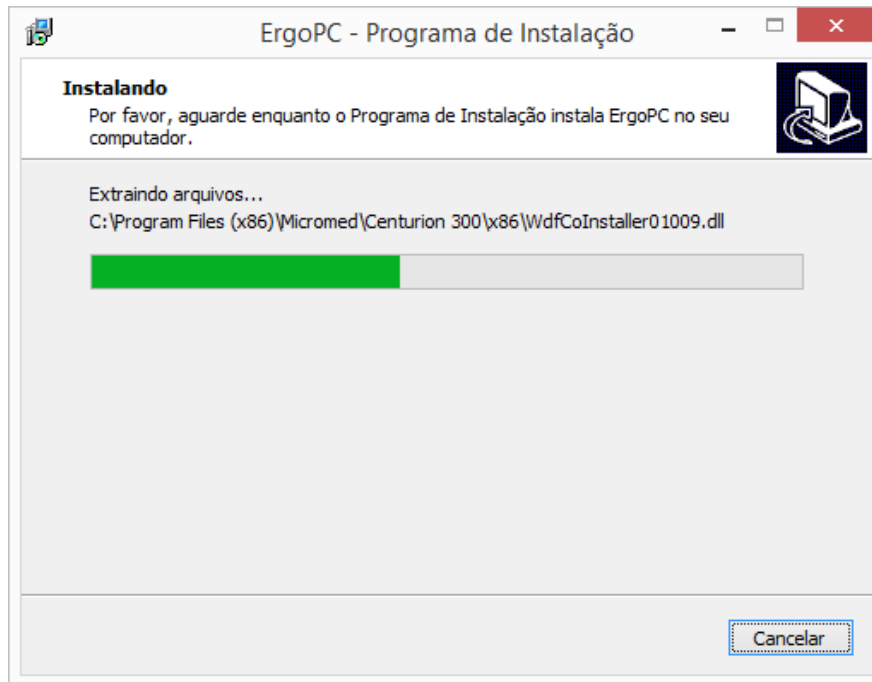 ErgoPC - Programa de Instalação
Instalando
Por favor, aguarde enquanto o Programa de Instalação instala ErgoPC no seu
computador.
Extraindo arquivos...
C:\Program Files (x86)\Micromed\Centurion 300\x86\WdfCoInstaller01009.dll
Cancelar